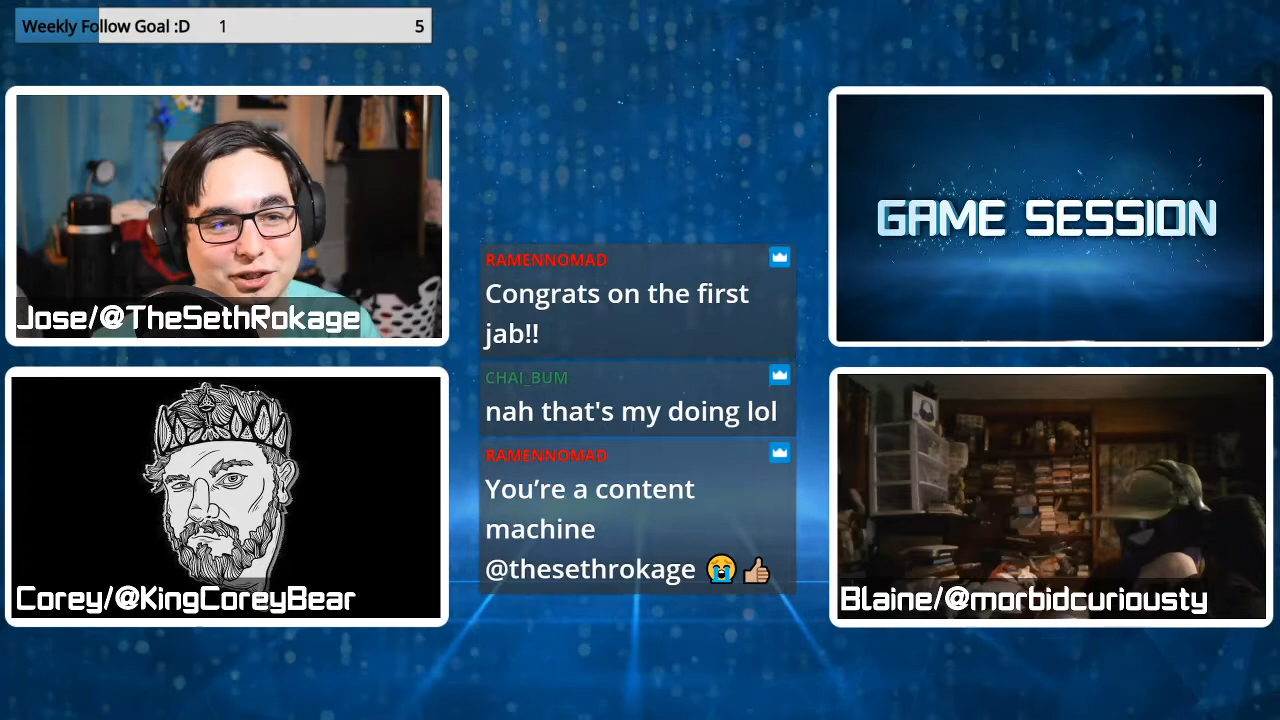 Weekly Follow Goal :D 1 5
Jose/@TheSethRokage
GAME SESSION
RAMENNOMAD
Congrats on the first
jab!!
CHAI_BUM
nah that's my doing lol
RAMENNOMAD
You’re a content
machine
@thesethrokage 😭 👍🏼
Corey/@KingCoreyBear
Blaine/@morbidcuriousty